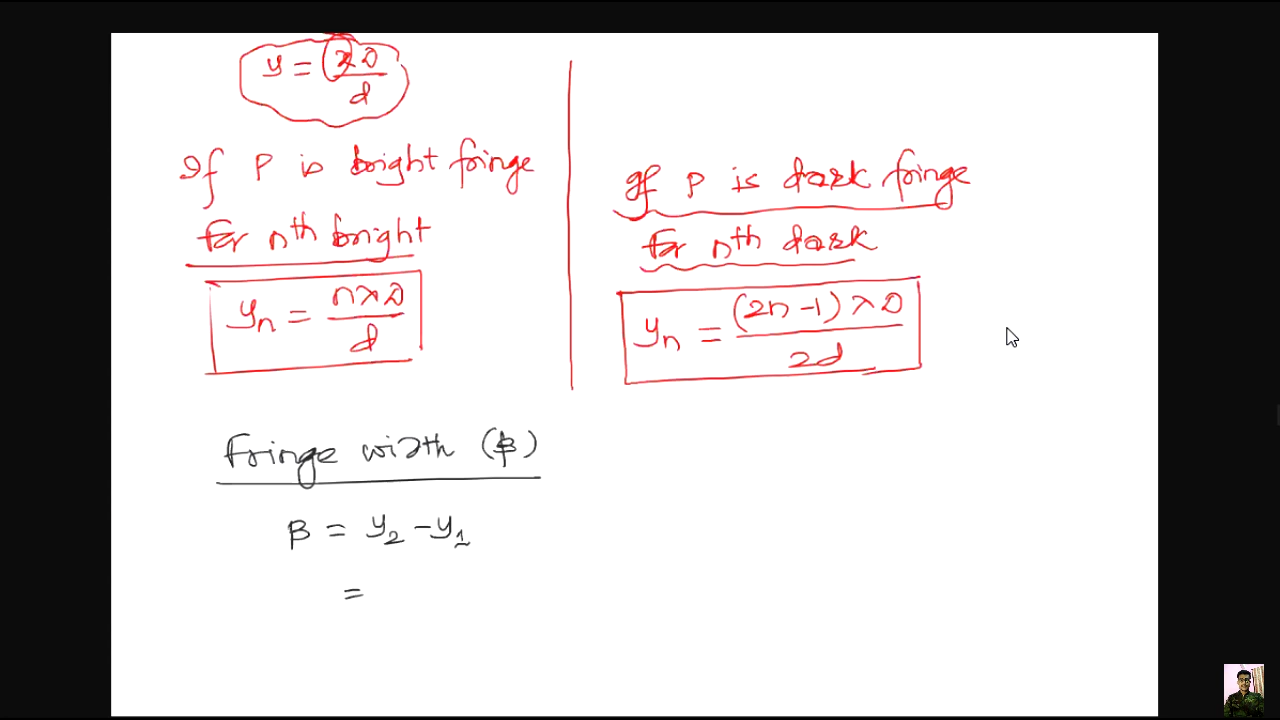 y = xD/d
If P is bright fringe
for nth bright
yn = nλD/d
If P is dark fringe
for nth dark
yn = (2n-1)λD/2d
Fringe width (β)
β = y2 - y1
=